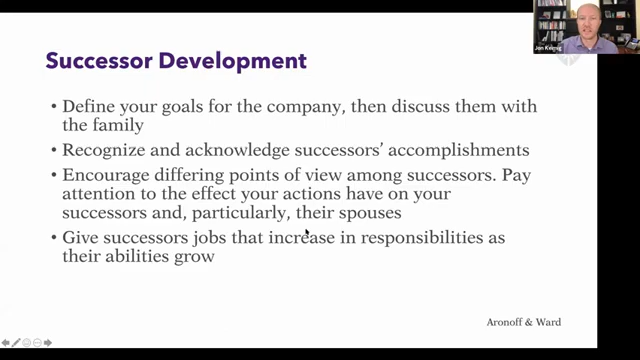 Jon Keimig
Successor Development
• Define your goals for the company, then discuss them with
the family
• Recognize and acknowledge successors' accomplishments
• Encourage differing points of view among successors. Pay
attention to the effect your actions have on your
successors and, particularly, their spouses
• Give successors jobs that increase in responsibilities as
their abilities grow
Aronoff & Ward